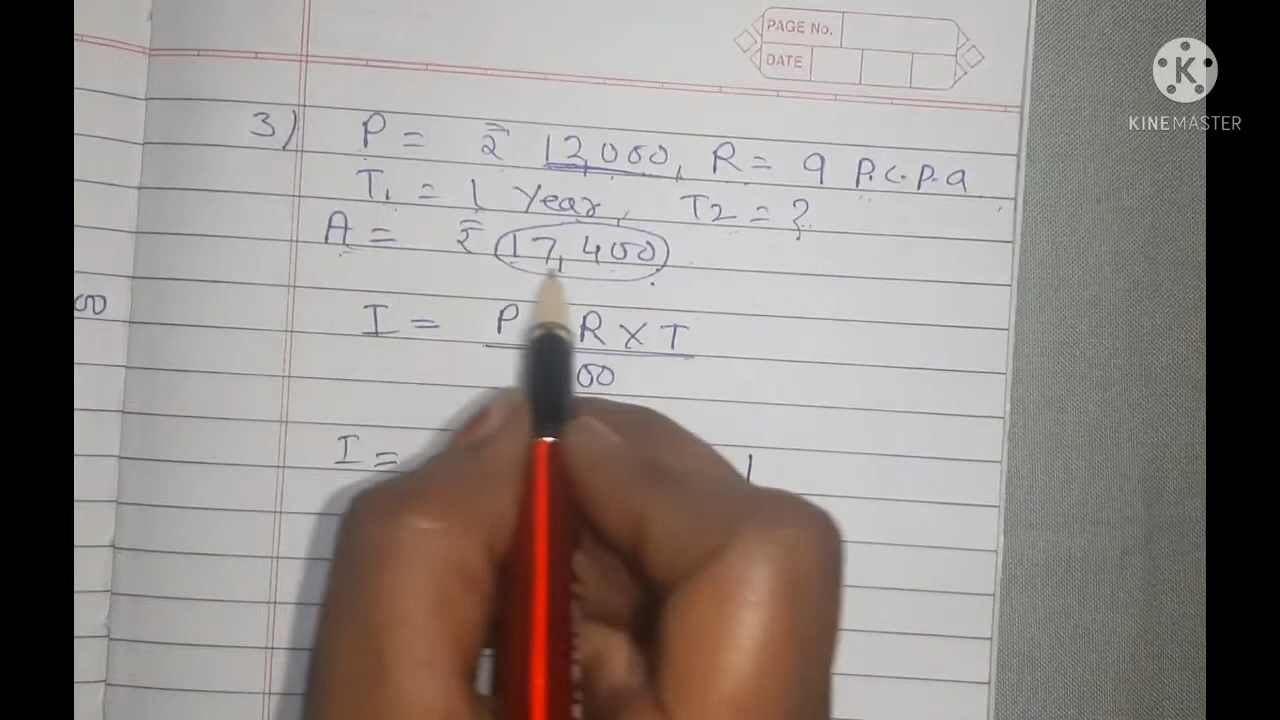 PAGE No.
DATE
K
KINEMASTER
3) P = ₹ 12,000, R = 9 P.C.P.a
T1 = 1 Year, T2 = ?
A = ₹ 17,400
I = P R X T
00
I =